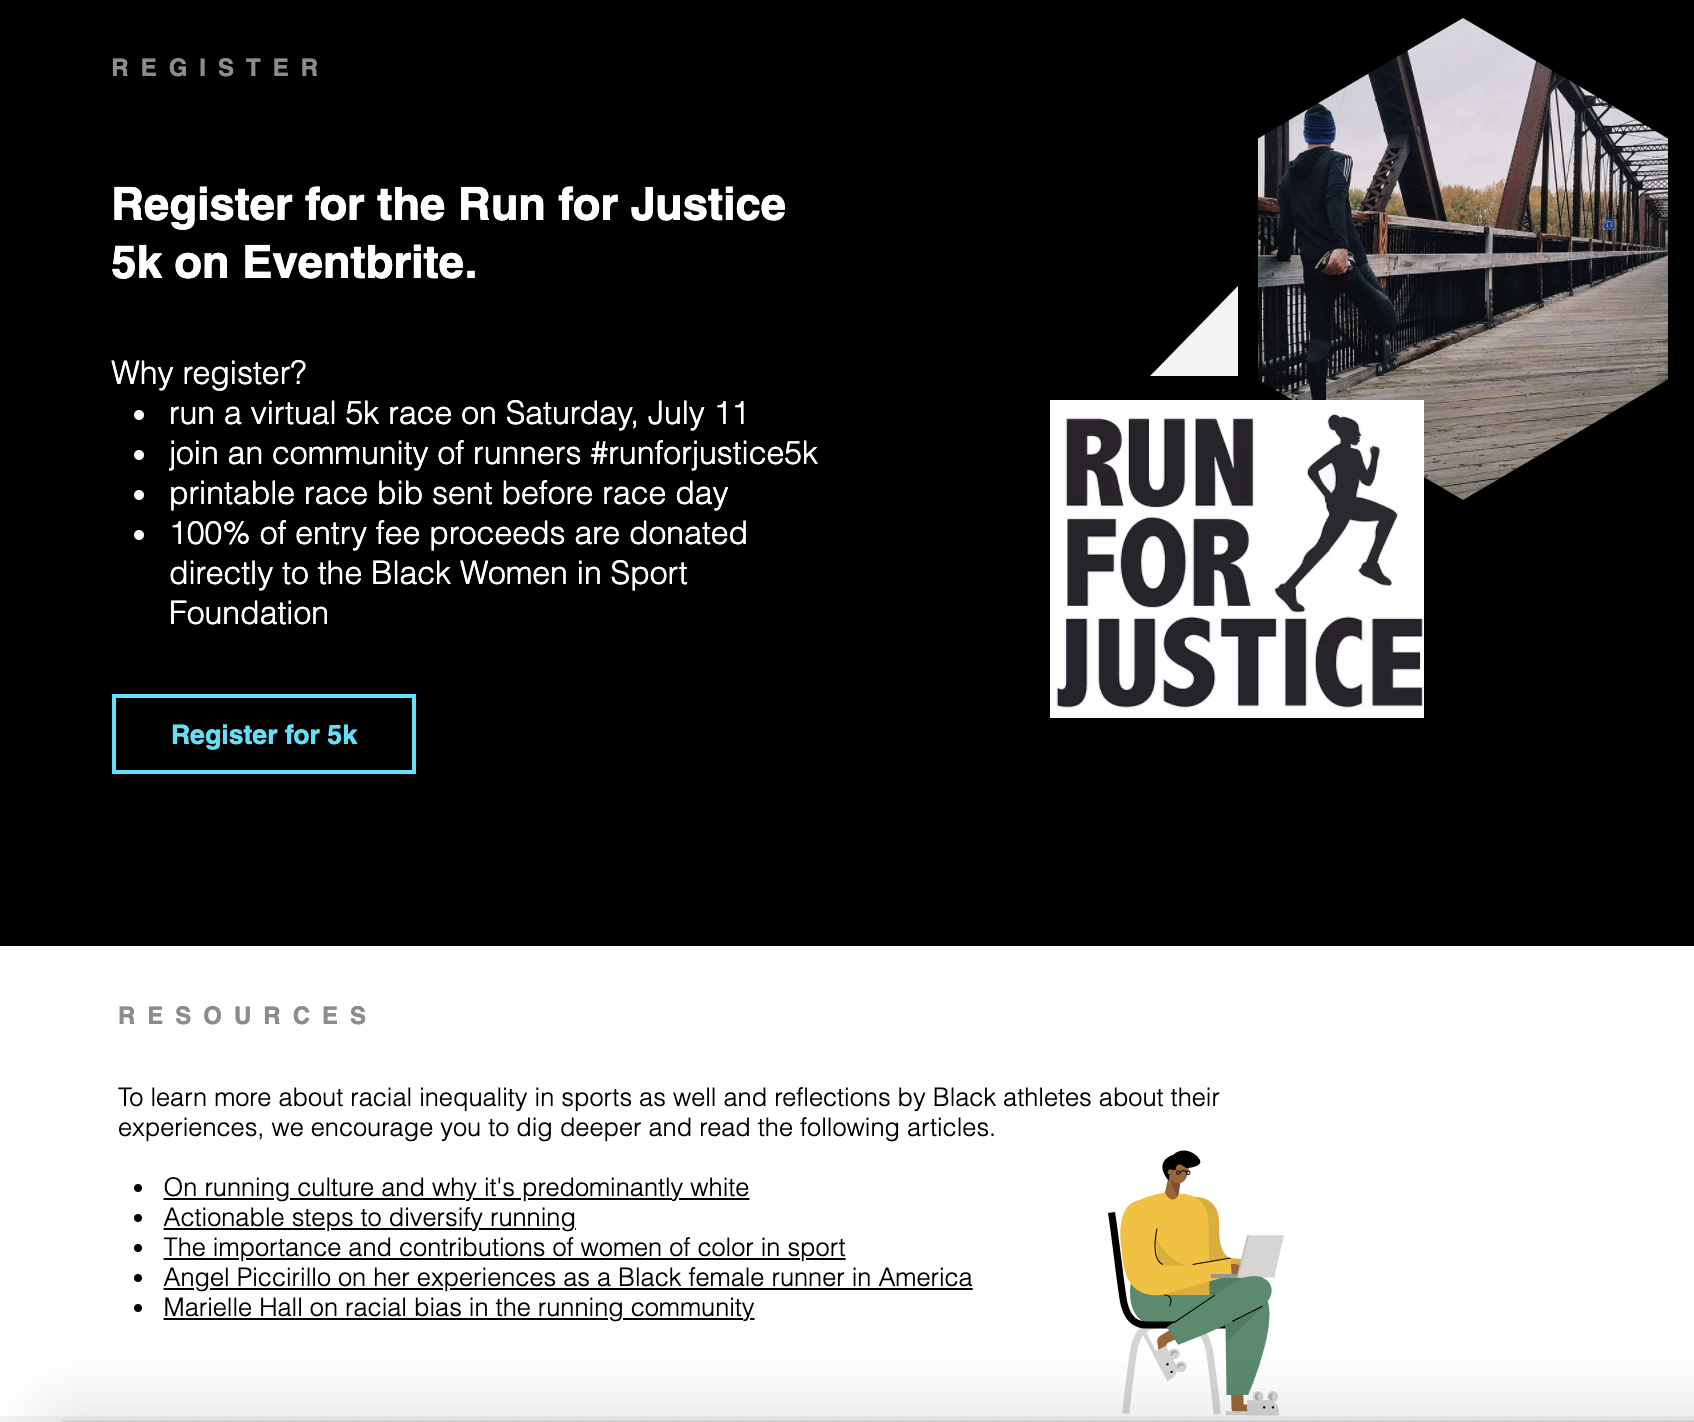 REGISTER
Register for the Run for Justice
5k on Eventbrite.
Why register?
• run a virtual 5k race on Saturday, July 11
• join an community of runners #runforjustice5k
• printable race bib sent before race day
• 100% of entry fee proceeds are donated
directly to the Black Women in Sport
Foundation
Register for 5k
RUN
FOR
JUSTICE
RESOURCES
To learn more about racial inequality in sports as well and reflections by Black athletes about their
experiences, we encourage you to dig deeper and read the following articles.
• On running culture and why it's predominantly white
• Actionable steps to diversify running
• The importance and contributions of women of color in sport
• Angel Piccirillo on her experiences as a Black female runner in America
• Marielle Hall on racial bias in the running community